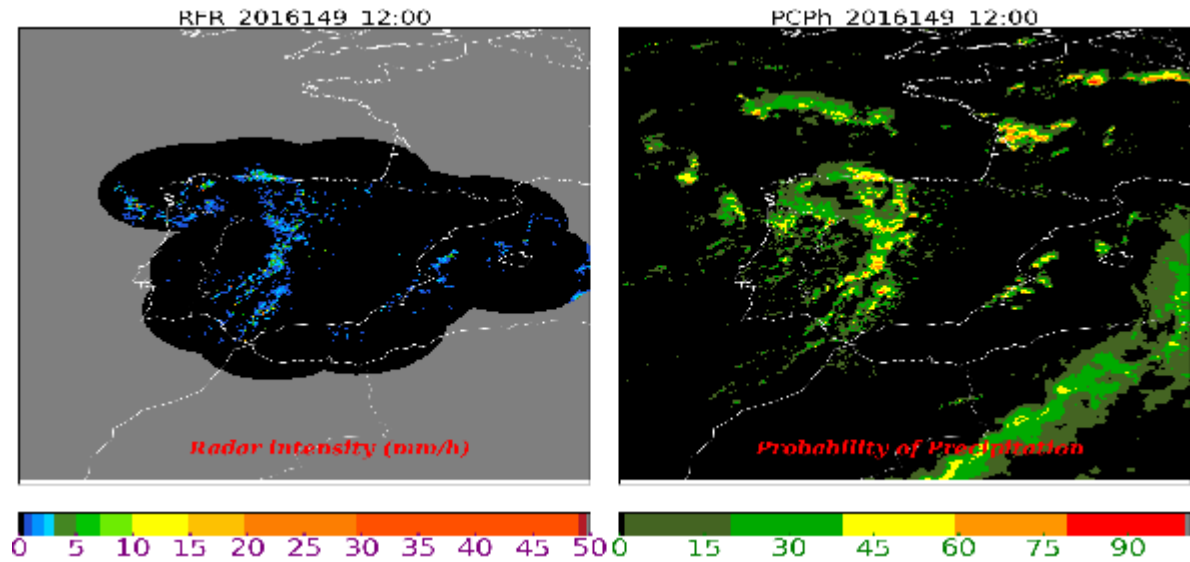 RFR 2016149 12:00
PCPh 2016149 12:00
Radar intensity (mm/h)
Probability of Precipitation
0 5 10 15 20 25 30 35 40 45 50
0 15 30 45 60 75 90